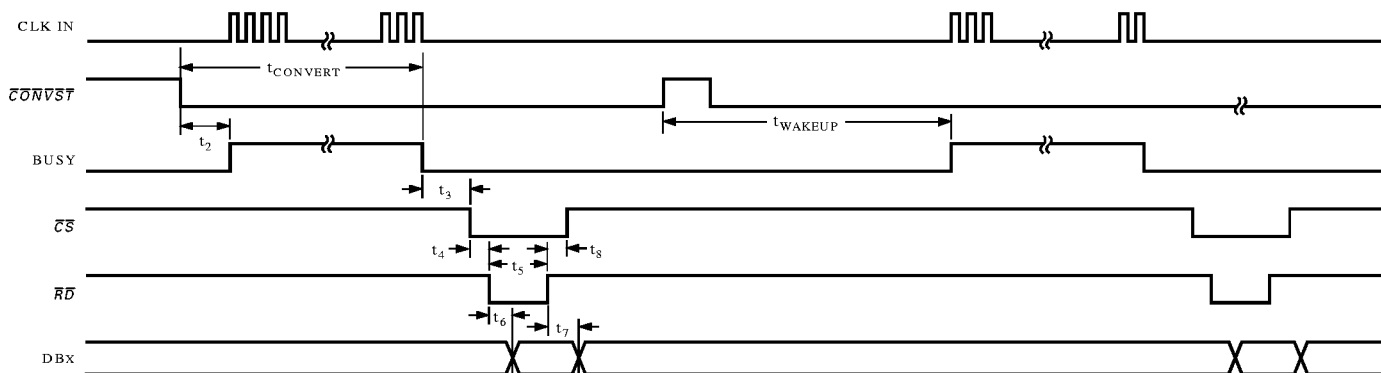 CLK IN
tCONVERT
CONVST
t2
tWAKEUP
BUSY
t3
CS
t4
t5
t8
RD
t6
t7
DBX